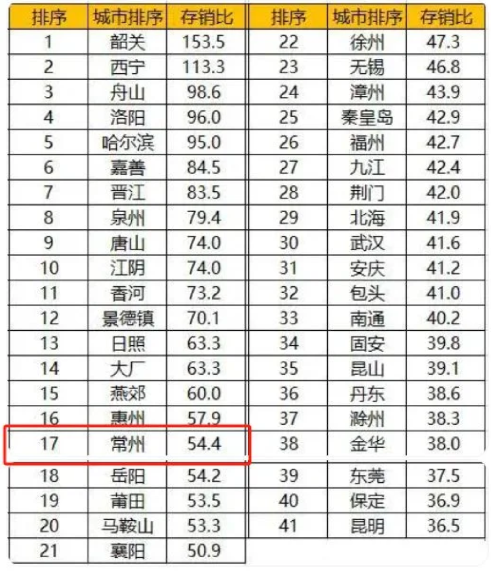 排序 城市排序 存销比 排序 城市排序 存销比
1 韶关 153.5 22 徐州 47.3
2 西宁 113.3 23 无锡 46.8
3 舟山 98.6 24 漳州 43.9
4 洛阳 96.0 25 秦皇岛 42.9
5 哈尔滨 95.0 26 福州 42.7
6 嘉善 84.5 27 九江 42.4
7 晋江 83.5 28 荆门 42.0
8 泉州 79.4 29 北海 41.9
9 唐山 74.0 30 武汉 41.6
10 江阴 74.0 31 安庆 41.2
11 香河 73.2 32 包头 41.0
12 景德镇 70.1 33 南通 40.2
13 日照 63.3 34 固安 39.8
14 大厂 63.3 35 昆山 39.1
15 燕郊 60.0 36 丹东 38.6
16 惠州 57.9 37 滁州 38.3
17 常州 54.4 38 金华 38.0
18 岳阳 54.2 39 东莞 37.5
19 莆田 53.5 40 保定 36.9
20 马鞍山 53.3 41 昆明 36.5
21 襄阳 50.9